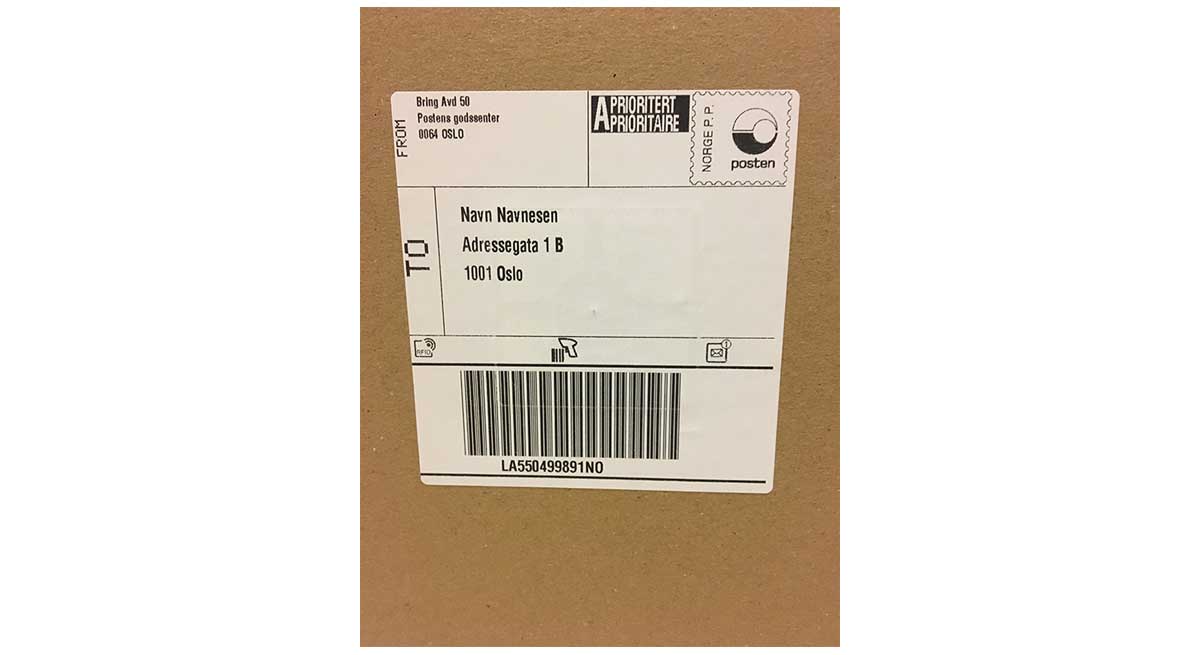 FROM
Bring Avd 50
Postens godssenter
0064 OSLO
A PRIORITERT
PRIORITAIRE
NORGE P. P.
posten
TO
Navn Navnesen
Adressegata 1 B
1001 Oslo
RFID
LA550499891NO